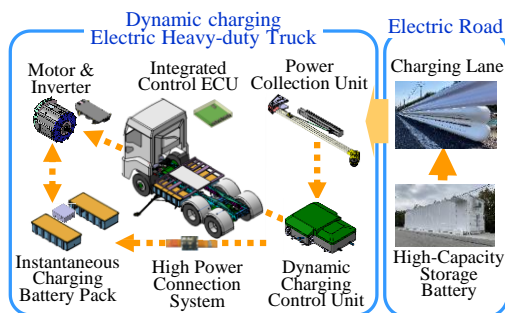 Dynamic charging
Electric Heavy-duty Truck
Electric Road
Motor &
Inverter
Integrated
Control ECU
Power
Collection Unit
Charging Lane
Instantaneous
Charging
Battery Pack
High Power
Connection
System
Dynamic
Charging
Control Unit
High-Capacity
Storage
Battery